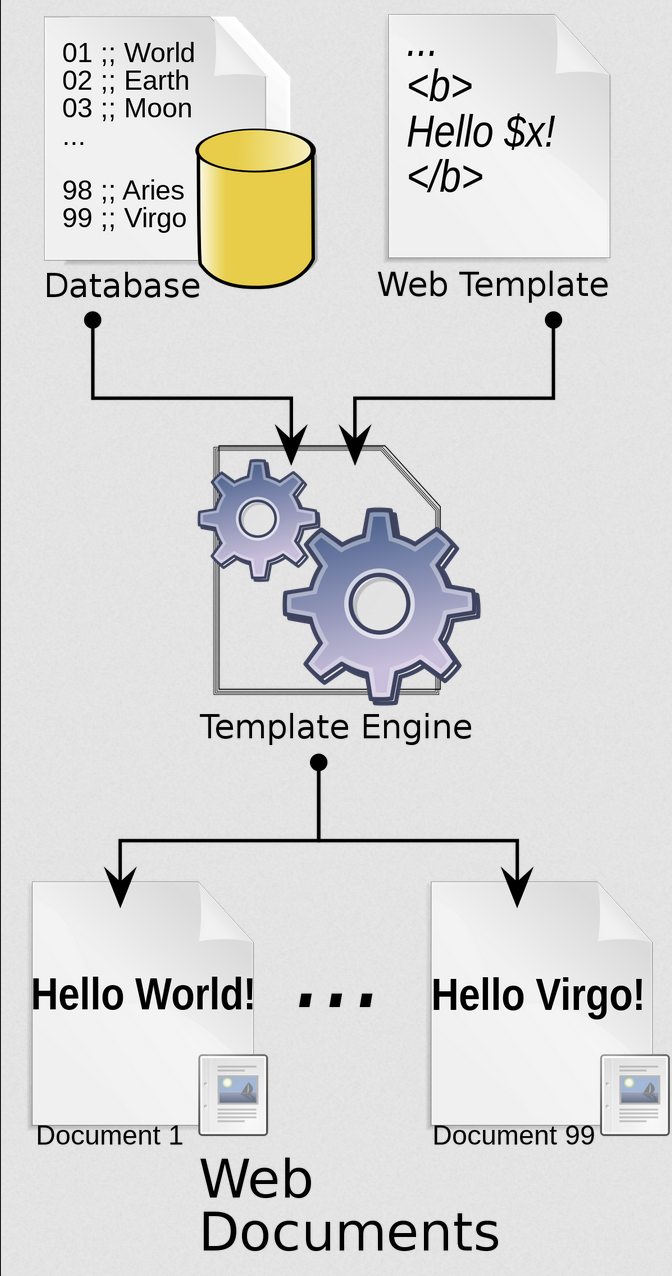 01 ;; World
02 ;; Earth
03 ;; Moon
...
98 ;; Aries
99 ;; Virgo
Database
...
<b>
Hello $x!
</b>
Web Template
Template Engine
Hello World!
...
Hello Virgo!
Document 1
Document 99
Web
Documents